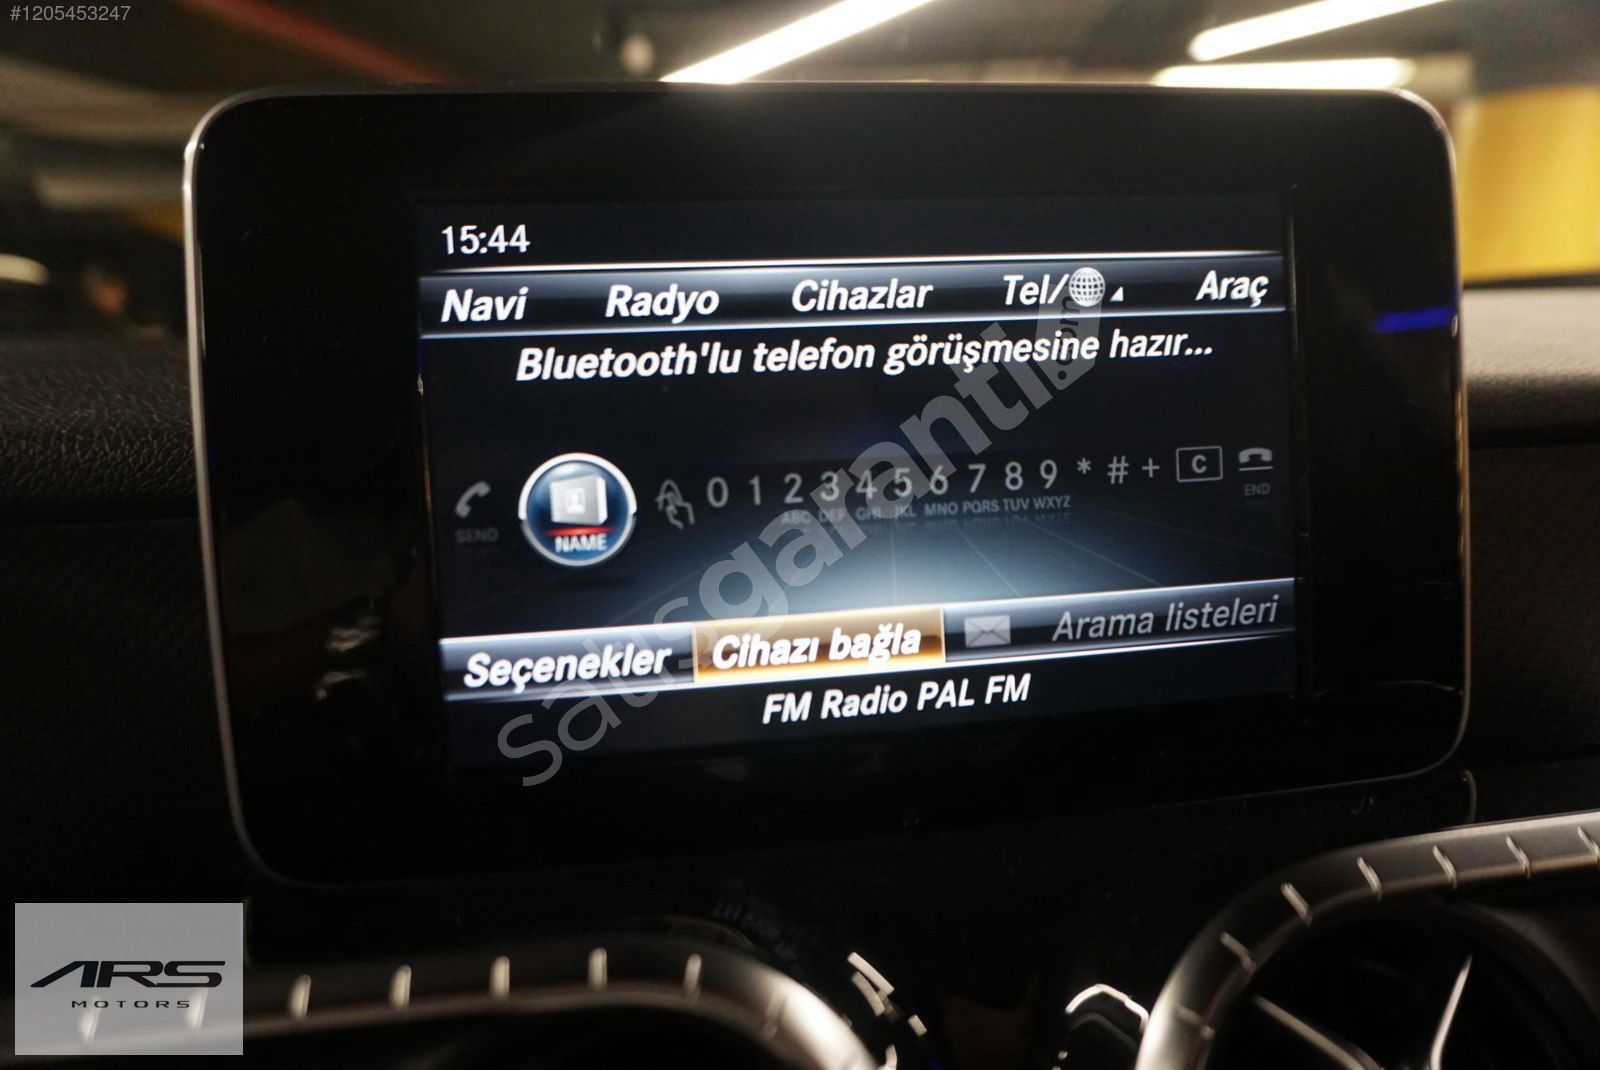 #1205453247
15:44
Navi Radyo Cihazlar Tel/ Araç
Bluetooth'lu telefon görüşmesine hazır...
SEND NAME 0 1 2 3 4 5 6 7 8 9 * # + C END
ABC DEF GHI JKL MNO PQRS TUV WXYZ
Seçenekler Cihazı bağla Arama listeleri
FM Radio PAL FM
satışgaranti.com
ARS
MOTORS